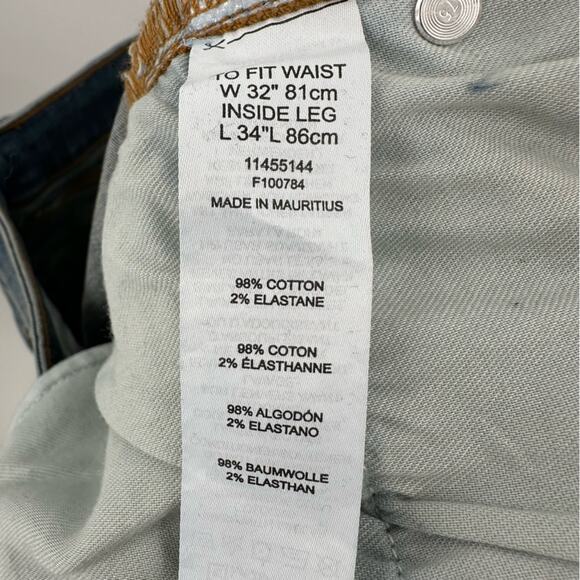 TO FIT WAIST
W 32" 81cm
INSIDE LEG
L 34"L 86cm
11455144
F100784
MADE IN MAURITIUS
98% COTTON
2% ELASTANE
98% COTON
2% ÉLASTHANNE
98% ALGODÓN
2% ELASTANO
98% BAUMWOLLE
2% ELASTHAN